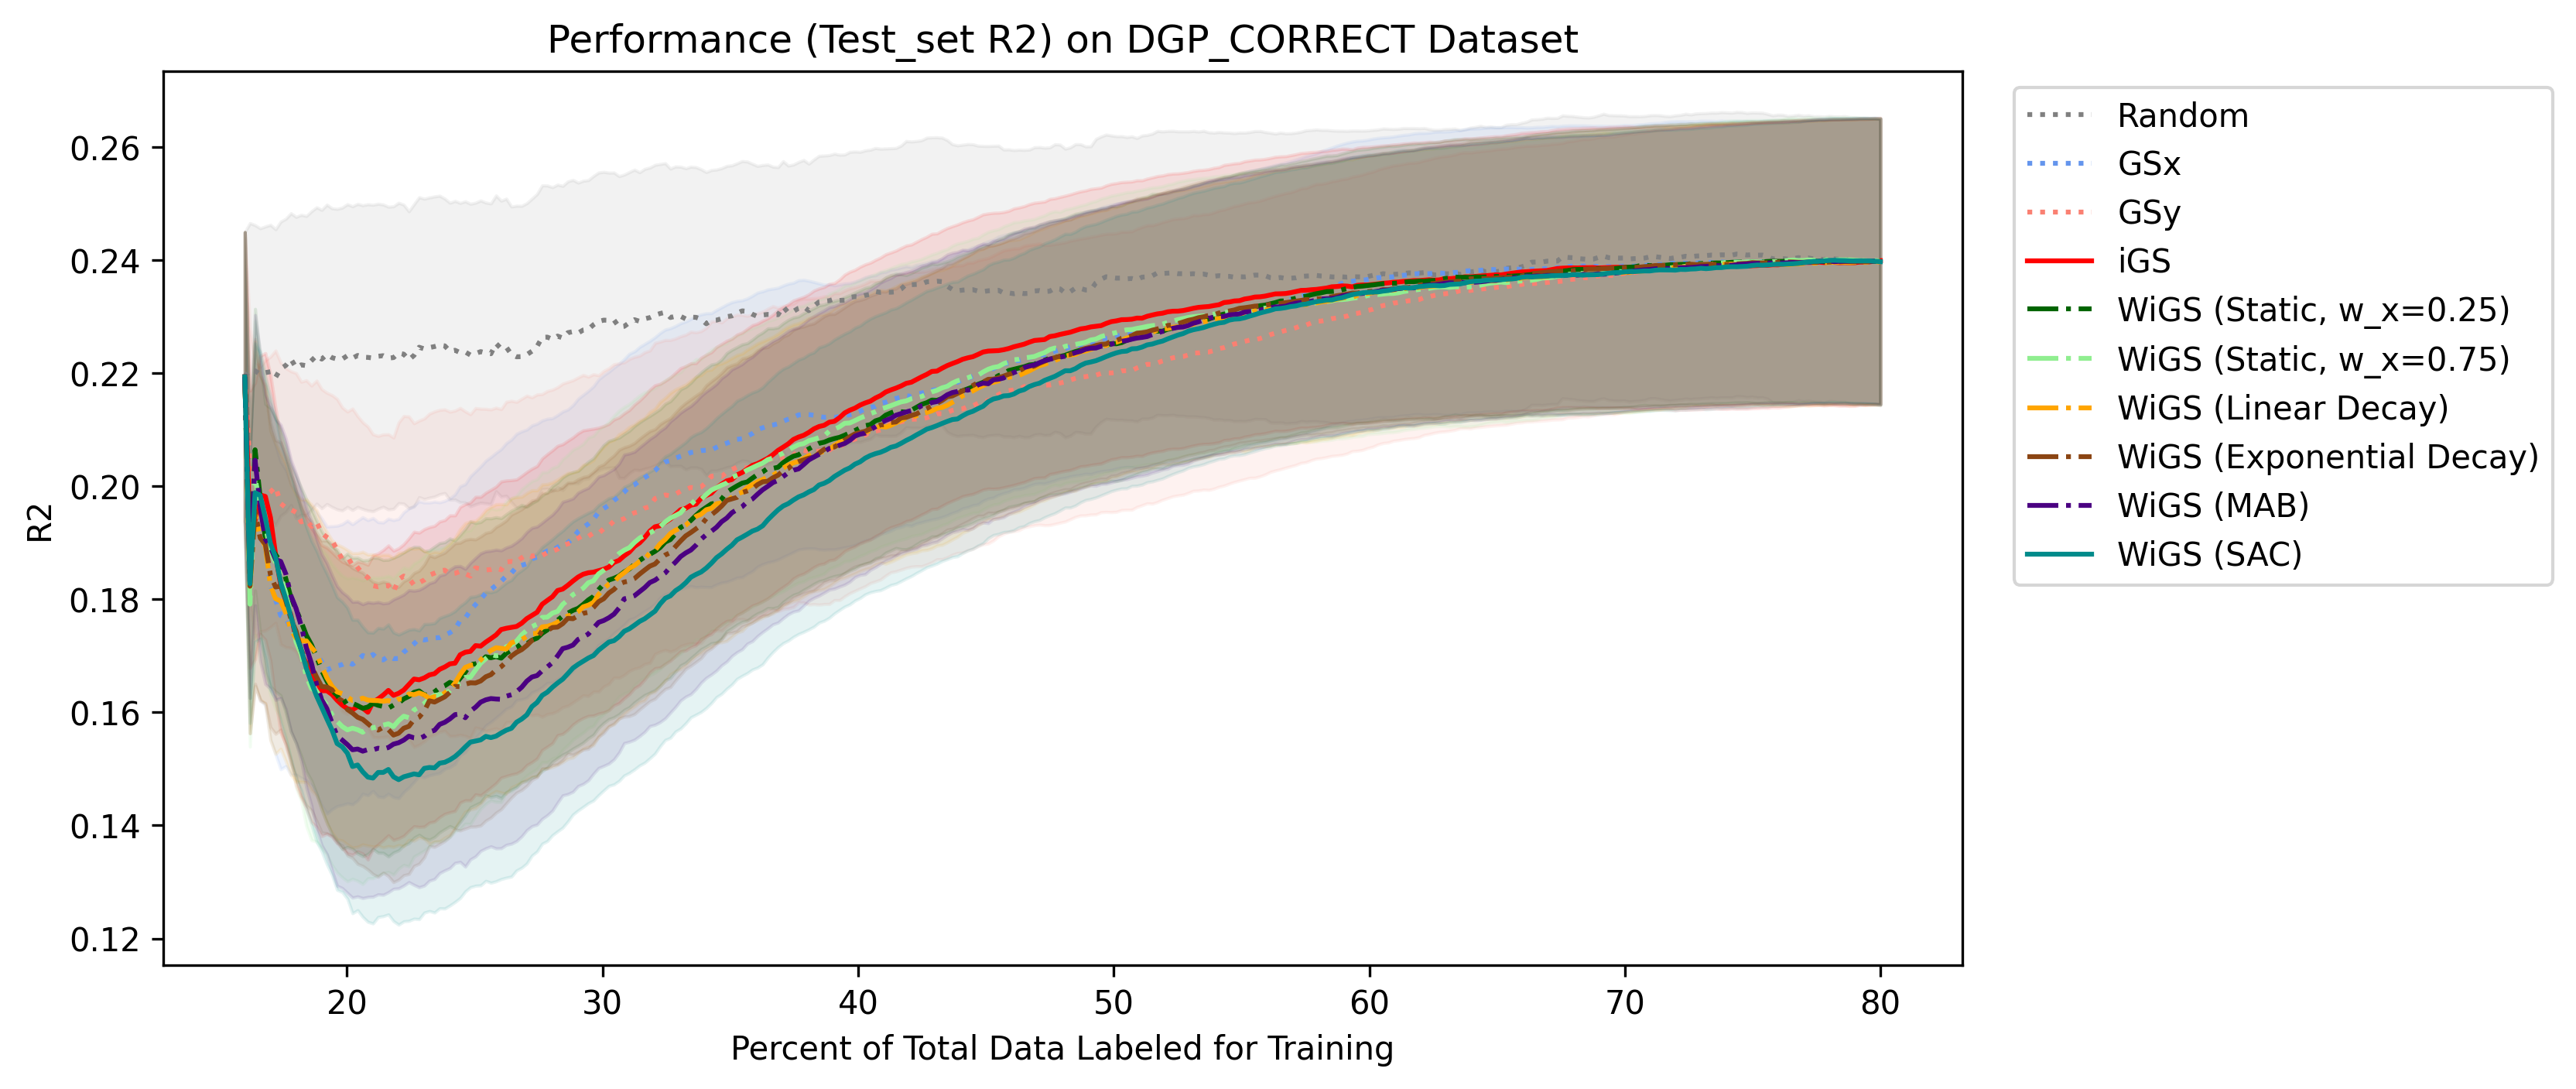 Performance (Test_set R2) on DGP_CORRECT Dataset
R2
0.26
0.24
0.22
0.20
0.18
0.16
0.14
0.12
20 30 40 50 60 70 80
Percent of Total Data Labeled for Training
Random
GSx
GSy
iGS
WiGS (Static, w_x=0.25)
WiGS (Static, w_x=0.75)
WiGS (Linear Decay)
WiGS (Exponential Decay)
WiGS (MAB)
WiGS (SAC)